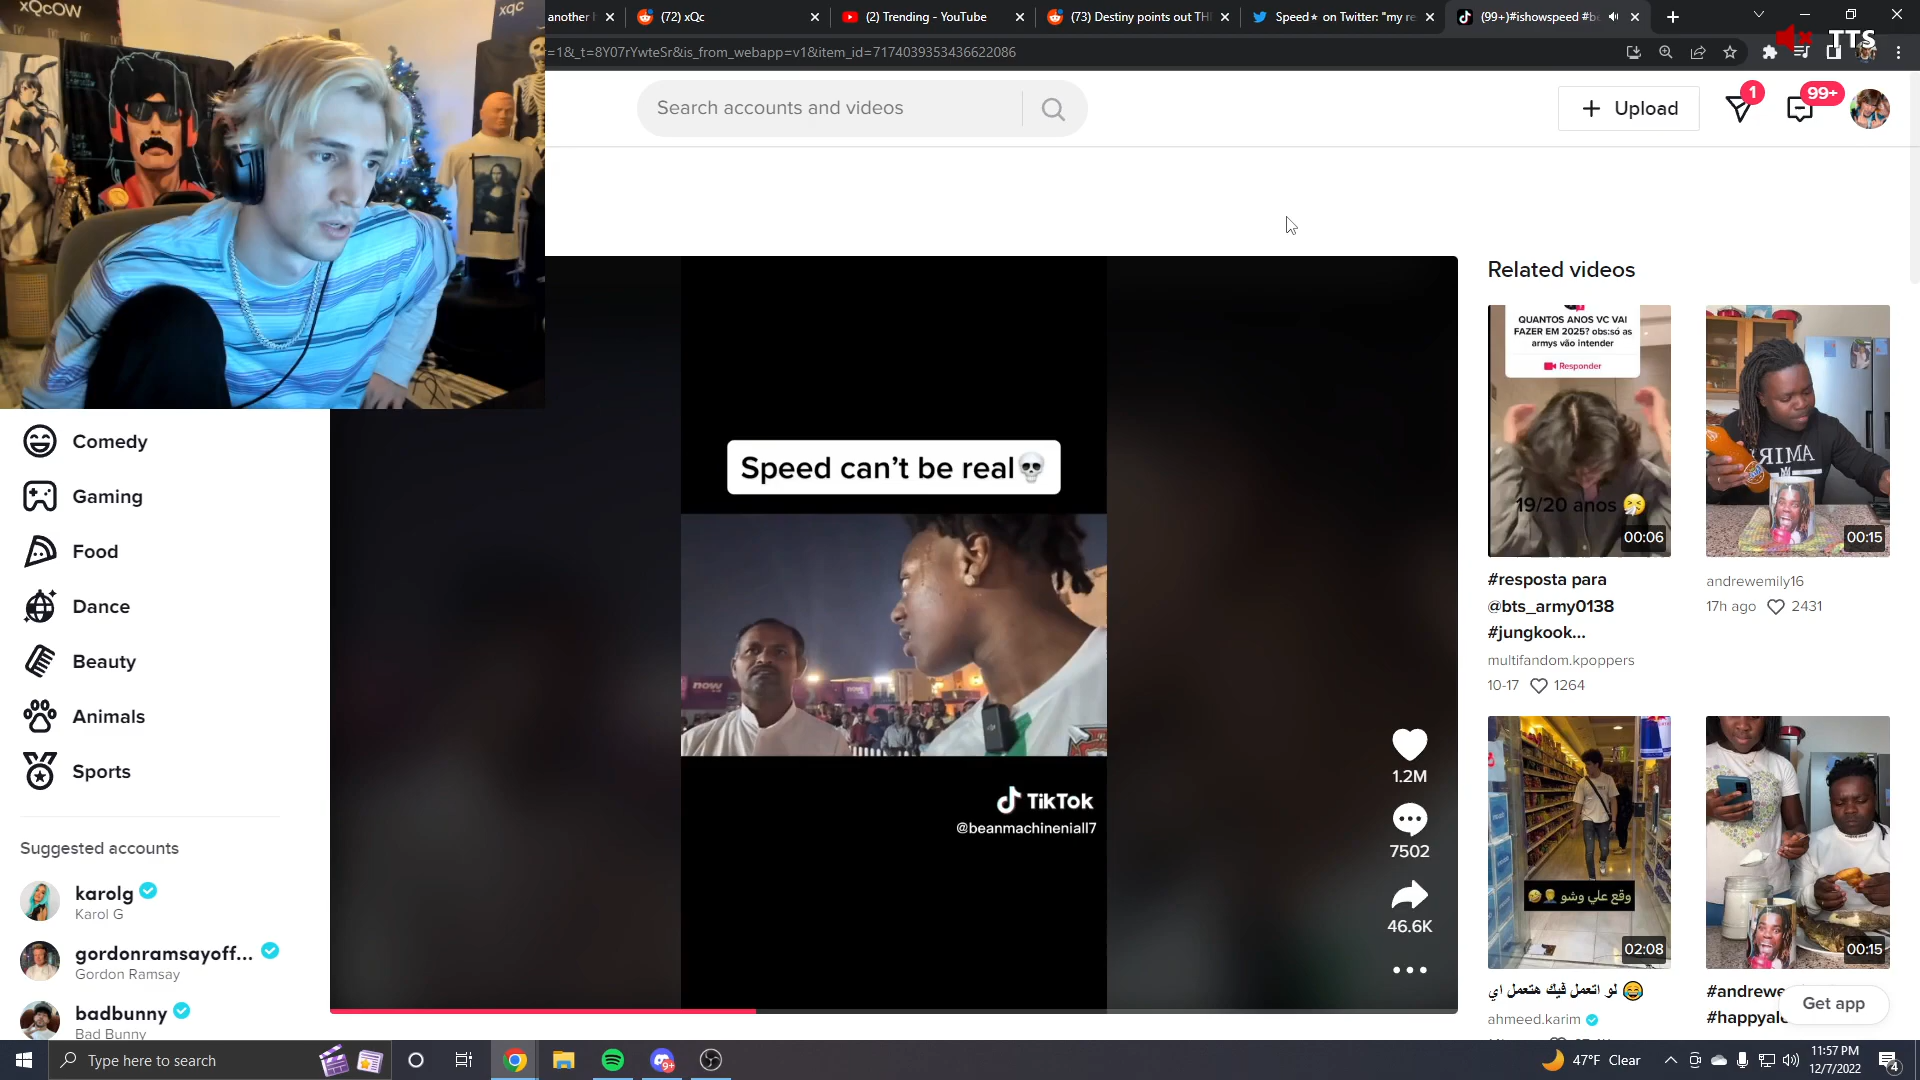 xQcOW
xqc
another
(72) xQc
(2) Trending - YouTube
(73) Destiny points out TH
Speed⭑ on Twitter: "my re
(99+)#ishowspeed #be
TTS
=1&_t=8Y07rYwteSr&is_from_webapp=v1&item_id=7174039353436622086
Search accounts and videos
Upload
1
99+
Comedy
Gaming
Food
Dance
Beauty
Animals
Sports
Suggested accounts
karolg
Karol G
gordonramsayoff...
Gordon Ramsay
badbunny
Bad Bunny
Speed can't be real💀
now
TikTok
@beanmachineniall7
1.2M
7502
46.6K
Related videos
QUANTOS ANOS VC VAI
FAZER EM 2025? obs:só as
armys vão intender
Responder
19/20 anos 🤧
00:06
#resposta para
@bts_army0138
#jungkook...
multifandom.kpoppers
10-17 1264
00:15
andrewemily16
17h ago 2431
وقع علي وشو
02:08
لو اتعمل فيك هتعمل اي 😂
ahmeed.karim
00:15
#andrewe
#happyal
Get app
Type here to search
9+
47°F Clear
11:57 PM
12/7/2022
4